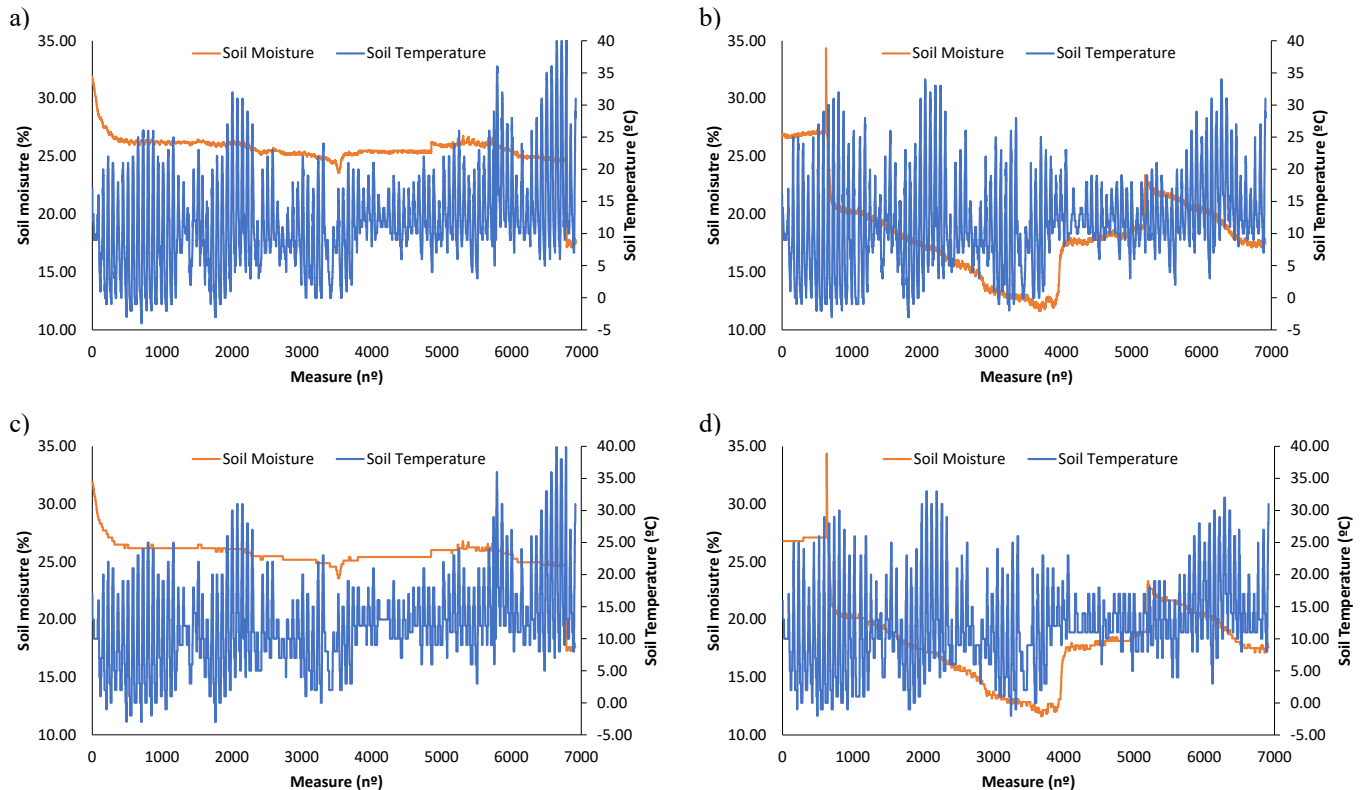 a)
Soil Moisture Soil Temperature
35.00 30.00 25.00 20.00 15.00 10.00
Soil moisutre (%)
40 35 30 25 20 15 10 5 0 -5
Soil Temperature (ºC)
0 1000 2000 3000 4000 5000 6000 7000
Measure (nº)
b)
Soil Moisture Soil Temperature
35.00 30.00 25.00 20.00 15.00 10.00
Soil moisutre (%)
40 35 30 25 20 15 10 5 0 -5
Soil Temperature (ºC)
0 1000 2000 3000 4000 5000 6000 7000
Measure (nº)
c)
Soil Moisture Soil Temperature
35.00 30.00 25.00 20.00 15.00 10.00
Soil moisutre (%)
40.00 35.00 30.00 25.00 20.00 15.00 10.00 5.00 0.00 -5.00
Soil Temperature (ºC)
0 1000 2000 3000 4000 5000 6000 7000
Measure (nº)
d)
Soil Moisture Soil Temperature
35.00 30.00 25.00 20.00 15.00 10.00
Soil moisutre (%)
40.00 35.00 30.00 25.00 20.00 15.00 10.00 5.00 0.00 -5.00
Soil Temperature (ºC)
0 1000 2000 3000 4000 5000 6000 7000
Measure (nº)